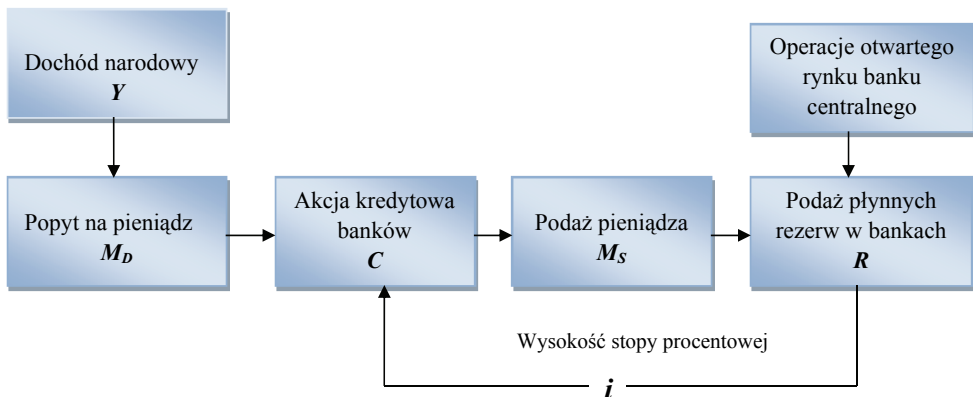 Dochód narodowy
Y
Operacje otwartego
rynku banku
centralnego
Popyt na pieniądz
M_D
Akcja kredytowa
banków
C
Podaż pieniądza
M_S
Podaż płynnych
rezerw w bankach
R
Wysokość stopy procentowej
i